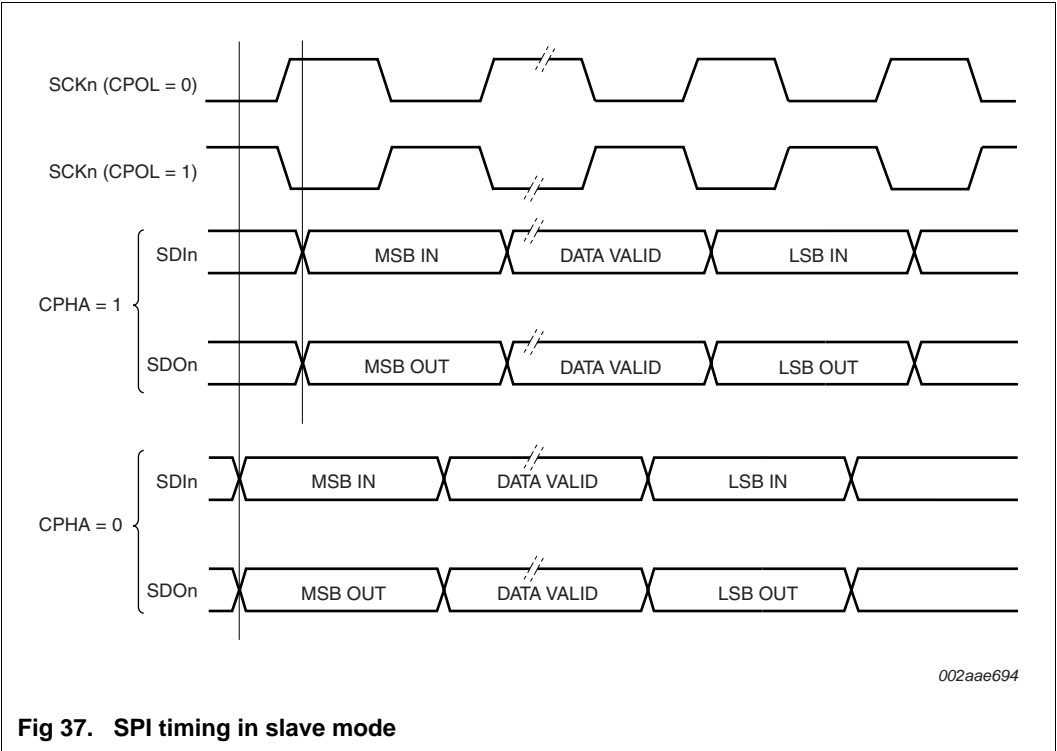 SCKn (CPOL = 0)
SCKn (CPOL = 1)
SDIn
MSB IN
DATA VALID
LSB IN
CPHA = 1
SDOn
MSB OUT
DATA VALID
LSB OUT
SDIn
MSB IN
DATA VALID
LSB IN
CPHA = 0
SDOn
MSB OUT
DATA VALID
LSB OUT
002aae694
Fig 37. SPI timing in slave mode